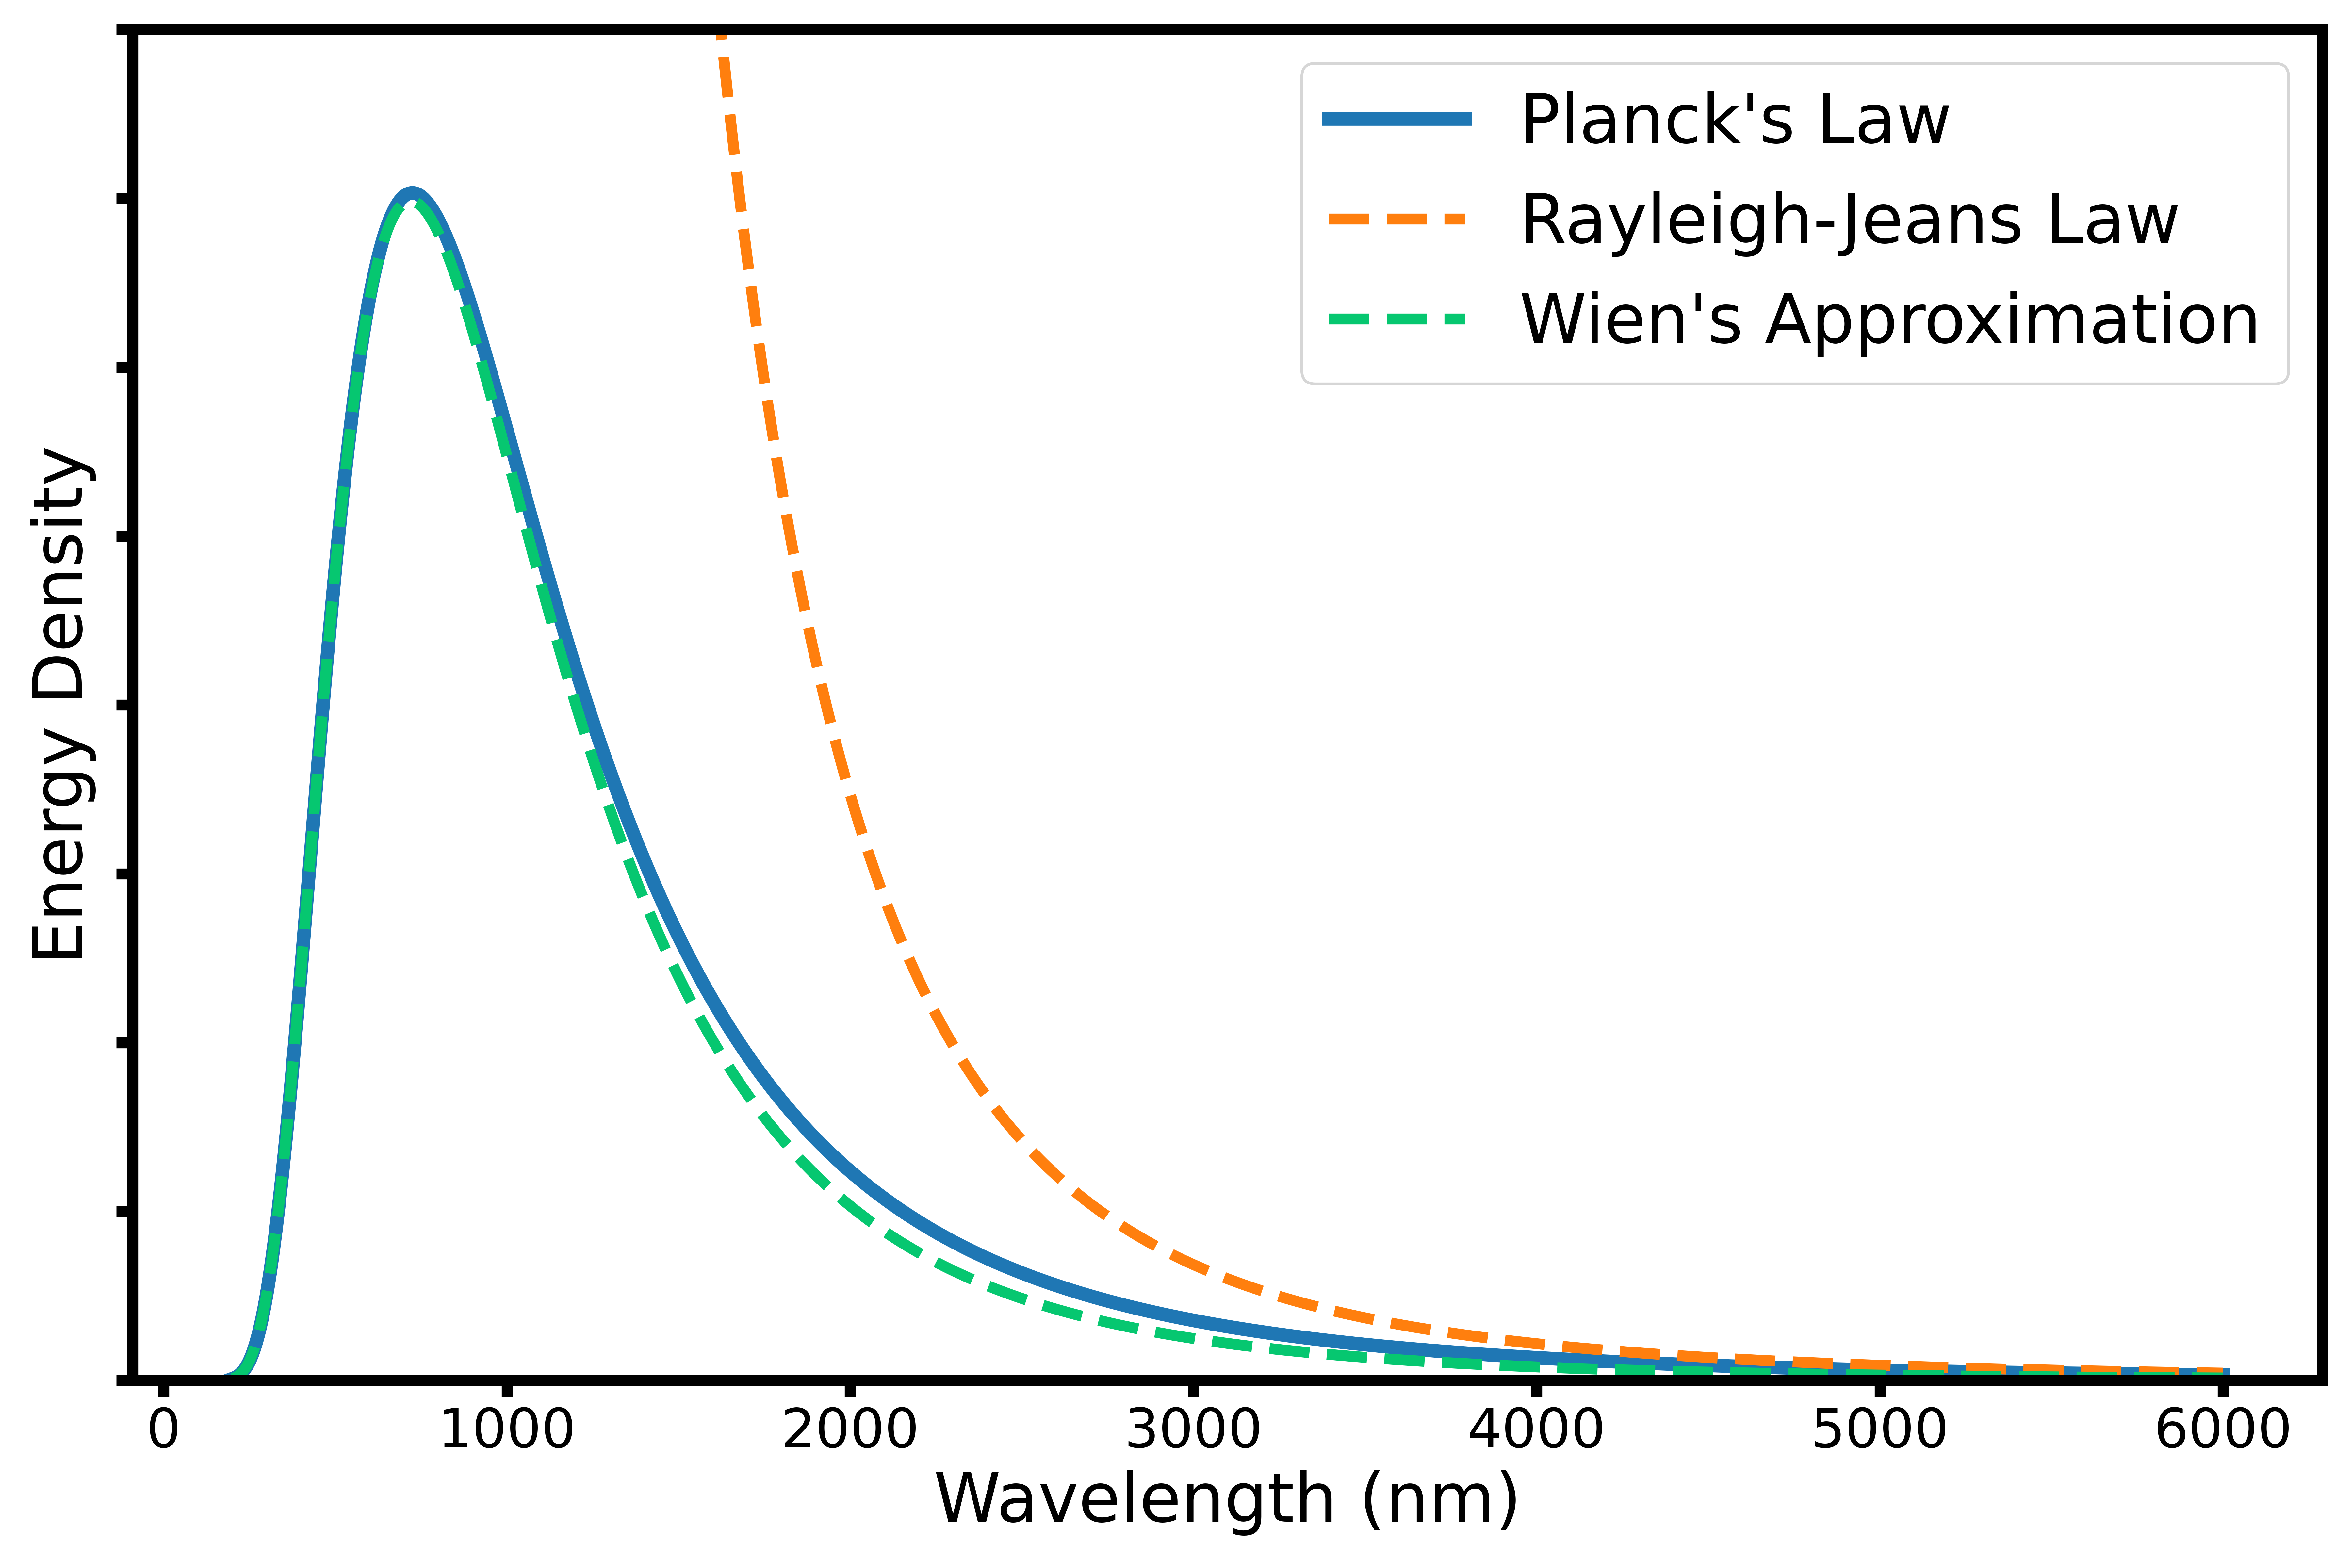 Planck's Law
Rayleigh-Jeans Law
Wien's Approximation
Energy Density
0 1000 2000 3000 4000 5000 6000
Wavelength (nm)